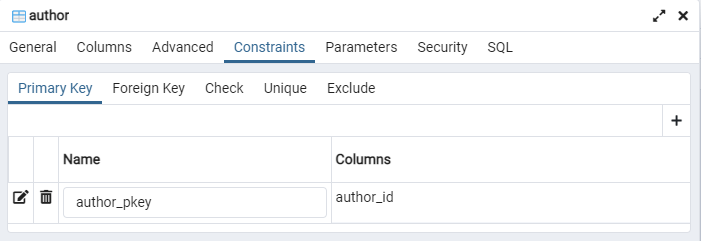 author
General Columns Advanced Constraints Parameters Security SQL
Primary Key Foreign Key Check Unique Exclude
Name Columns
author_pkey author_id